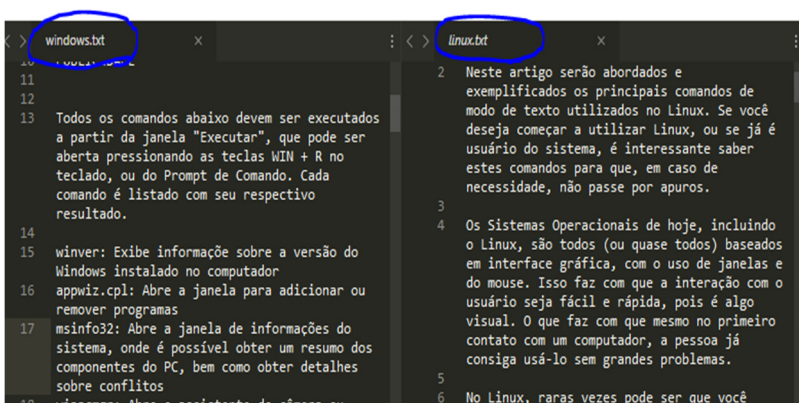 windows.txt
10
11
12
13 Todos os comandos abaixo devem ser executados
a partir da janela "Executar", que pode ser
aberta pressionando as teclas WIN + R no
teclado, ou do Prompt de Comando. Cada
comando é listado com seu respectivo
resultado.
14
15 winver: Exibe informaçõe sobre a versão do
Windows instalado no computador
16 appwiz.cpl: Abre a janela para adicionar ou
remover programas
17 msinfo32: Abre a janela de informações do
sistema, onde é possível obter um resumo dos
componentes do PC, bem como obter detalhes
sobre conflitos
linux.txt
2 Neste artigo serão abordados e
exemplificados os principais comandos de
modo de texto utilizados no Linux. Se você
deseja começar a utilizar Linux, ou se já é
usuário do sistema, é interessante saber
estes comandos para que, em caso de
necessidade, não passe por apuros.
3
4 Os Sistemas Operacionais de hoje, incluindo
o Linux, são todos (ou quase todos) baseados
em interface gráfica, com o uso de janelas e
do mouse. Isso faz com que a interação com o
usuário seja fácil e rápida, pois é algo
visual. O que faz com que mesmo no primeiro
contato com um computador, a pessoa já
consiga usá-lo sem grandes problemas.
5
6 No Linux, raras vezes pode ser que você